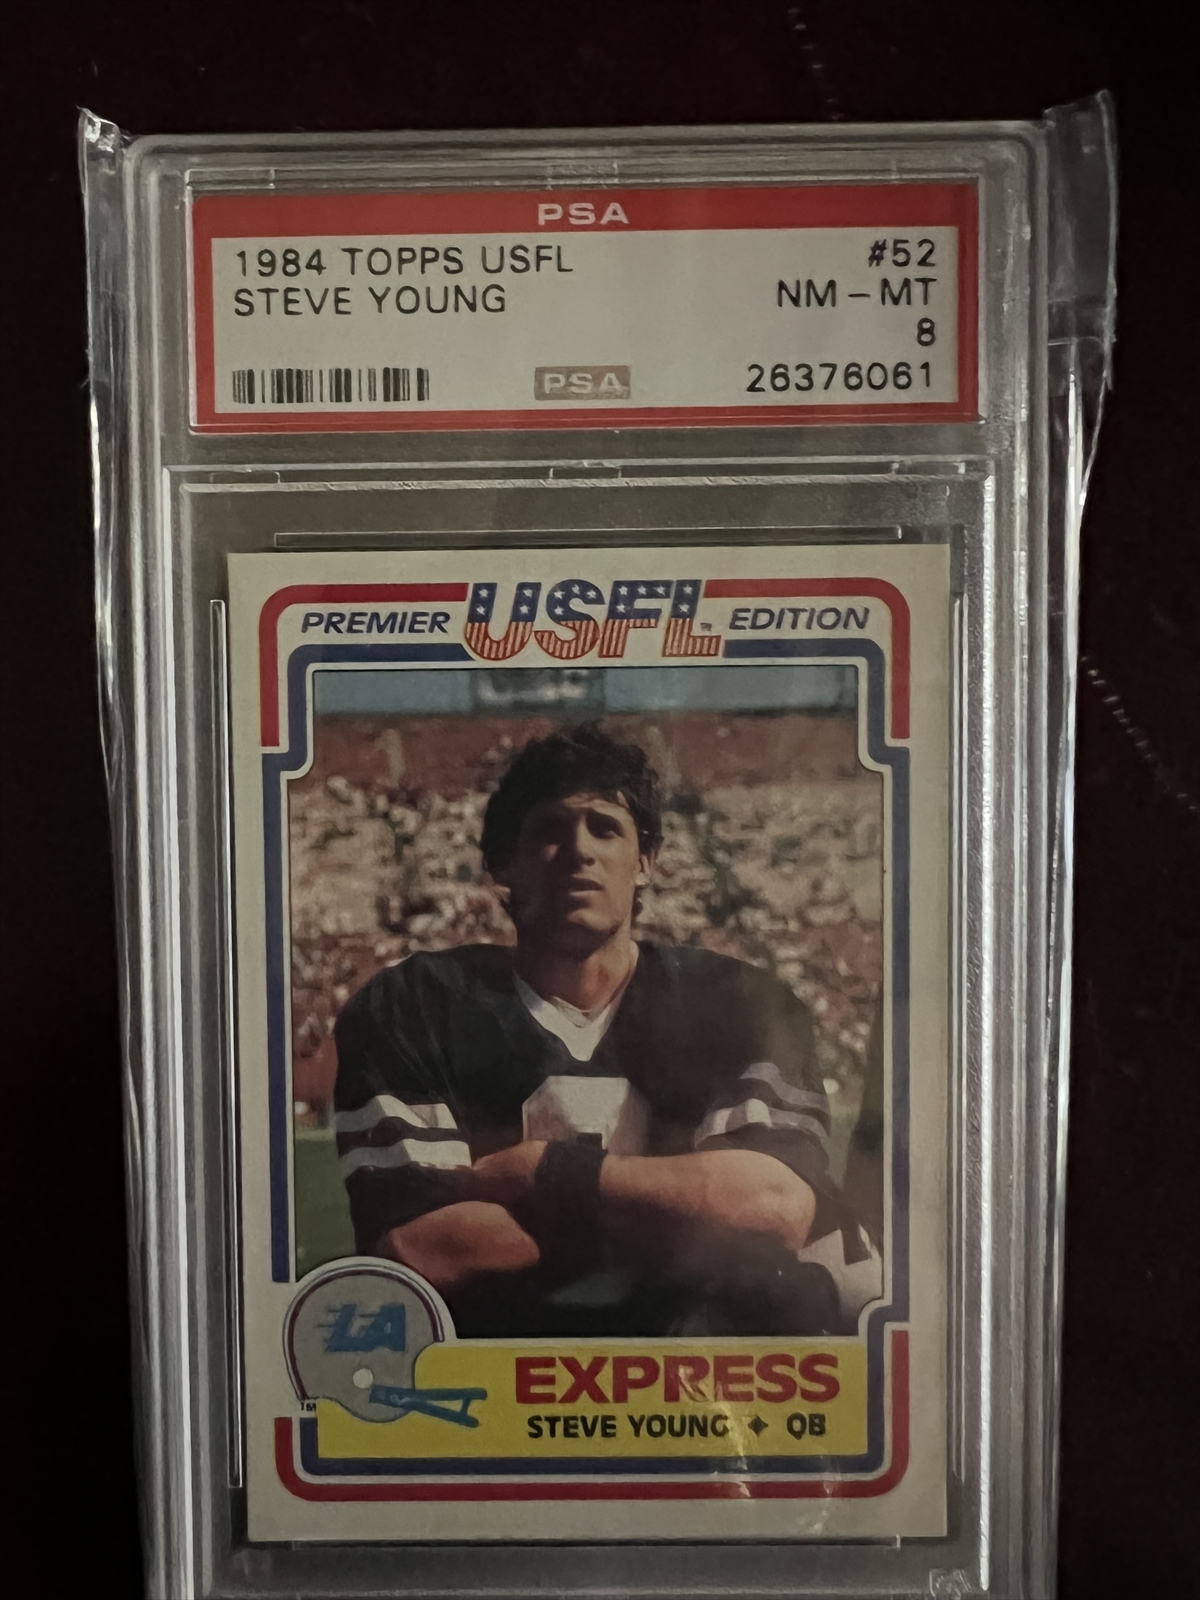 PSA
1984 TOPPS USFL #52
STEVE YOUNG NM-MT
8
PSA 26376061
PREMIER USFL EDITION
LA
EXPRESS
STEVE YOUNG QB